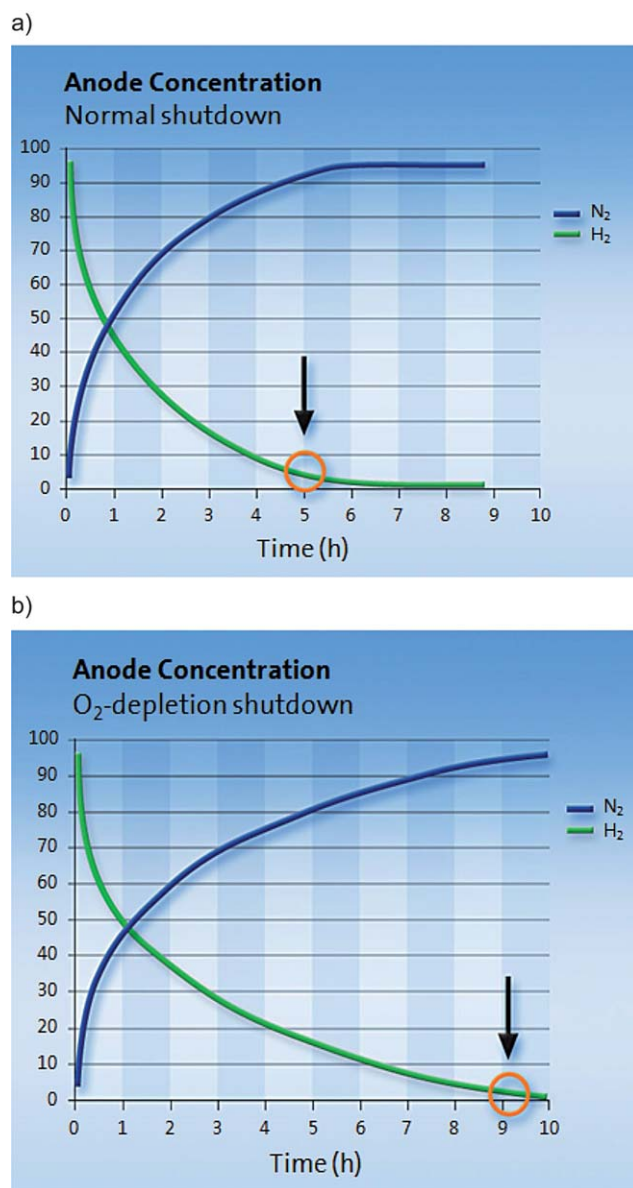 a)
Anode Concentration
Normal shutdown
100
90
80
70
60
50
40
30
20
10
0
N₂
H₂
0 1 2 3 4 5 6 7 8 9 10
Time (h)
b)
Anode Concentration
O₂-depletion shutdown
100
90
80
70
60
50
40
30
20
10
0
N₂
H₂
0 1 2 3 4 5 6 7 8 9 10
Time (h)